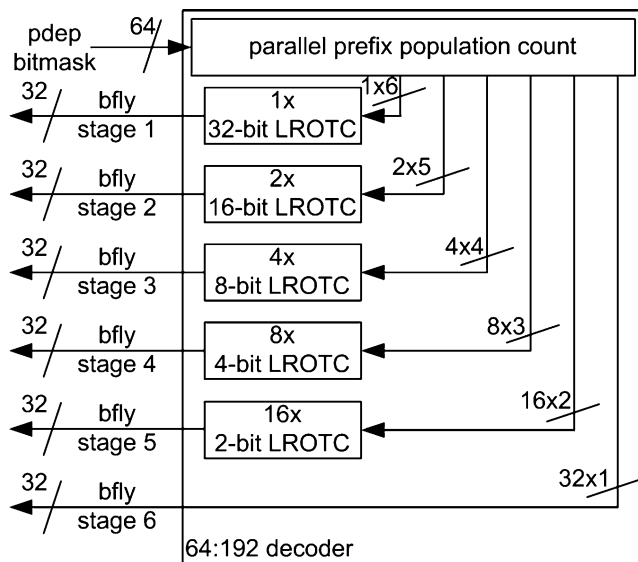 pdep
bitmask
64
parallel prefix population count
32
bfly
stage 1
1x
32-bit LROTC
1x6
32
bfly
stage 2
2x
16-bit LROTC
2x5
32
bfly
stage 3
4x
8-bit LROTC
4x4
32
bfly
stage 4
8x
4-bit LROTC
8x3
32
bfly
stage 5
16x
2-bit LROTC
16x2
32
bfly
stage 6
32x1
64:192 decoder